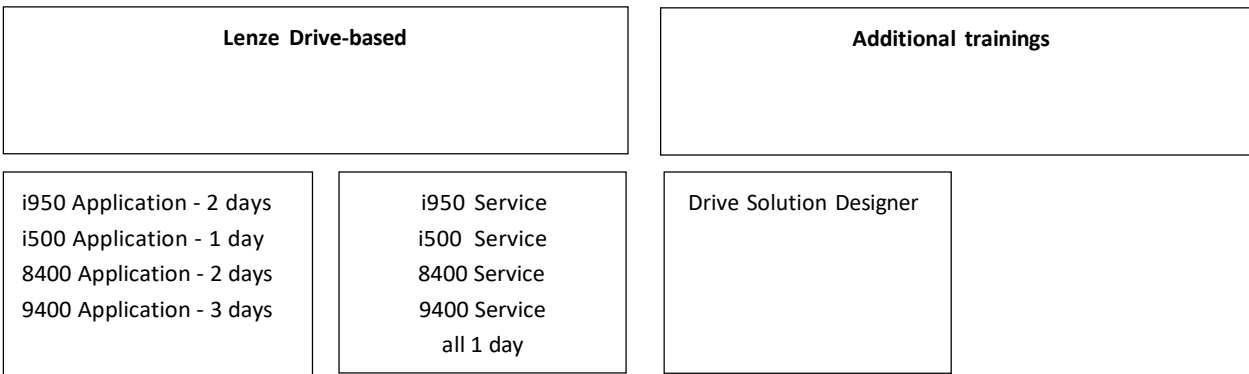 Lenze Drive-based
Additional trainings
i950 Application - 2 days
i500 Application - 1 day
8400 Application - 2 days
9400 Application - 3 days
i950 Service
i500 Service
8400 Service
9400 Service
all 1 day
Drive Solution Designer